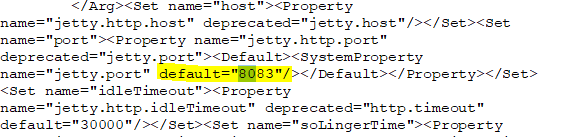 </Arg><Set name="host"><Property
name="jetty.http.host" deprecated="jetty.host"/></Set><Set
name="port"><Property name="jetty.http.port"
deprecated="jetty.port"><Default><SystemProperty
name="jetty.port" default="8083"/></Default></Property></Set>
<Set name="idleTimeout"><Property
name="jetty.http.idleTimeout" deprecated="http.timeout"
default="30000"/></Set><Set name="soLingerTime"><Property